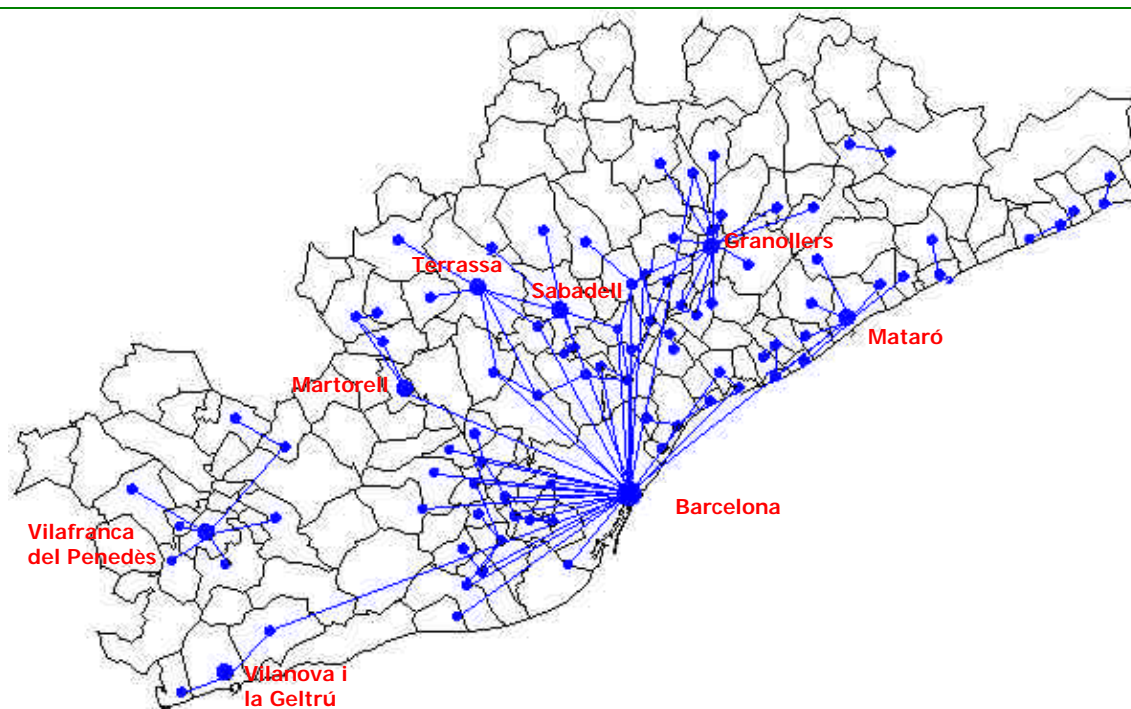 Granollers
Terrassa
Sabadell
Mataró
Martorell
Barcelona
Vilafranca
del Penedès
Vilanova i
la Geltrú